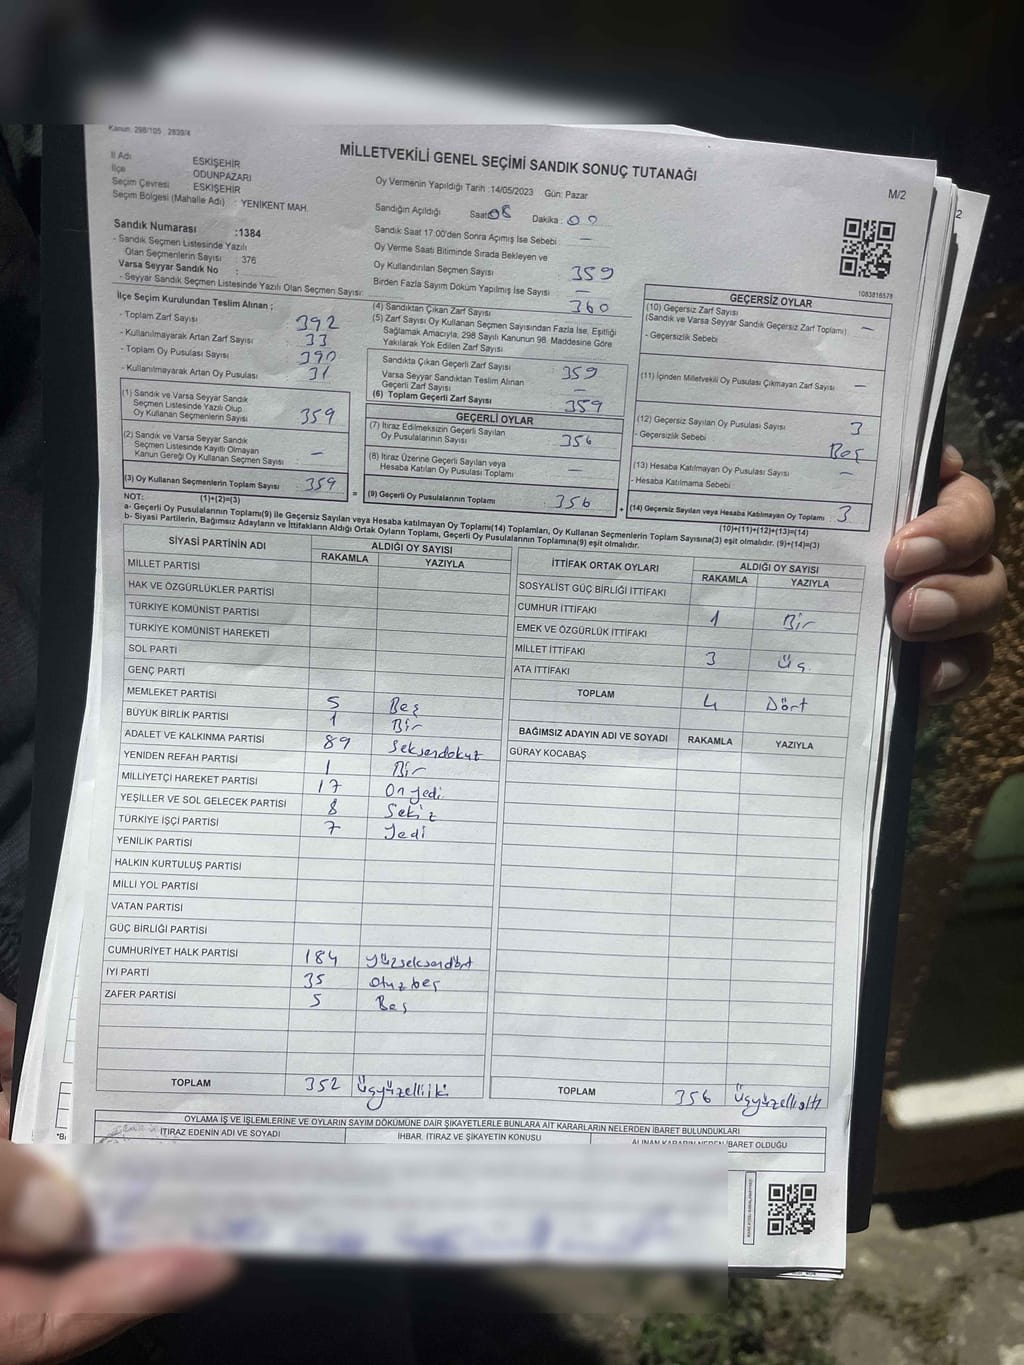 Kanun. 298/105 , 2839/4
MİLLETVEKİLİ GENEL SEÇİMİ SANDIK SONUÇ TUTANAĞI
M/2
İl Adı ESKİŞEHİR
İlçe ODUNPAZARI
Seçim Çevresi : ESKİŞEHİR
Seçim Bölgesi (Mahalle Adı) : YENİKENT MAH.
Oy Vermenin Yapıldığı Tarih :14/05/2023 Gün: Pazar
Sandığın Açıldığı Saat 08 Dakika : 00
Sandık Saat 17:00'den Sonra Açımış İse Sebebi : —
Oy Verme Saati Bitiminde Sırada Bekleyen ve
Oy Kullandırılan Seçmen Sayısı 359
Birden Fazla Sayım Döküm Yapılmış İse Sayısı —
Sandık Numarası :1384
- Sandık Seçmen Listesinde Yazılı
Olan Seçmenlerin Sayısı : 376
Varsa Seyyar Sandık No :
- Seyyar Sandık Seçmen Listesinde Yazılı Olan Seçmen Sayısı:
1083816578
İlçe Seçim Kurulundan Teslim Alınan ;
- Toplam Zarf Sayısı : 392
- Kullanılmayarak Artan Zarf Sayısı : 33
- Toplam Oy Pusulası Sayısı : 390
- Kullanılmayarak Artan Oy Pusulası : 31
(1) Sandık ve Varsa Seyyar Sandık
Seçmen Listesinde Yazılı Olup
Oy Kullanan Seçmenlerin Sayısı 359
(2) Sandık ve Varsa Seyyar Sandık
Seçmen Listesinde Kayıtlı Olmayan
Kanun Gereği Oy Kullanan Seçmen Sayısı : —
(3) Oy Kullanan Seçmenlerin Toplam Sayısı : 359
(4) Sandıktan Çıkan Zarf Sayısı 360
(5) Zarf Sayısı Oy Kullanan Seçmen Sayısından Fazla İse, Eşitliği
Sağlamak Amacıyla; 298 Sayılı Kanunun 98. Maddesine Göre
Yakılarak Yok Edilen Zarf Sayısı
Sandıkta Çıkan Geçerli Zarf Sayısı : 359
Varsa Seyyar Sandıktan Teslim Alınan
Geçerli Zarf Sayısı : —
(6) Toplam Geçerli Zarf Sayısı : 359
GEÇERLİ OYLAR
(7) İtiraz Edilmeksizin Geçerli Sayılan
Oy Pusulalarının Sayısı : 356
(8) İtiraz Üzerine Geçerli Sayılan veya
Hesaba Katılan Oy Pusulası Toplamı : —
(9) Geçerli Oy Pusulalarının Toplamı : 356
GEÇERSİZ OYLAR
(10) Geçersiz Zarf Sayısı
(Sandık ve Varsa Seyyar Sandık Geçersiz Zarf Toplamı) : —
- Geçersizlik Sebebi :
(11) İçinden Milletvekili Oy Pusulası Çıkmayan Zarf Sayısı : —
(12) Geçersiz Sayılan Oy Pusulası Sayısı : 3
- Geçersizlik Sebebi : Beş
(13) Hesaba Katılmayan Oy Pusulası Sayısı : —
- Hesaba Katılmama Sebebi :
(14) Geçersiz Sayılan veya Hesaba Katılmayan Oy Toplamı : 3
NOT: (1)+(2)=(3)
(10)+(11)+(12)+(13)=(14)
a- Geçerli Oy Pusulasının Toplamı(9) ile Geçersiz Sayılan veya Hesaba katılmayan Oy Toplamı(14) Toplamları, Oy Kullanan Seçmenlerin Toplam Sayısına(3) eşit olmalıdır. (9)+(14)=(3)
b- Siyasi Partilerin, Bağımsız Adayların ve İttifakların Aldığı Ortak Oyların Toplamı, Geçerli Oy Pusulalarının Toplamına(9) eşit olmalıdır.
SİYASİ PARTİNİN ADI ALDIĞI OY SAYISI
RAKAMLA YAZIYLA
MİLLET PARTİSİ
HAK VE ÖZGÜRLÜKLER PARTİSİ
TÜRKİYE KOMÜNİST PARTİSİ
TÜRKİYE KOMÜNİST HAREKETİ
SOL PARTİ
GENÇ PARTİ
MEMLEKET PARTİSİ 5 Beş
BÜYÜK BİRLİK PARTİSİ 1 Bir
ADALET VE KALKINMA PARTİSİ 89 Seksendokuz
YENİDEN REFAH PARTİSİ 1 Bir
MİLLİYETÇİ HAREKET PARTİSİ 17 Onyedi
YEŞİLLER VE SOL GELECEK PARTİSİ 8 Sekiz
TÜRKİYE İŞÇİ PARTİSİ 7 Yedi
YENİLİK PARTİSİ
HALKIN KURTULUŞ PARTİSİ
MİLLİ YOL PARTİSİ
VATAN PARTİSİ
GÜÇ BİRLİĞİ PARTİSİ
CUMHURİYET HALK PARTİSİ 184 yüzseksendört
İYİ PARTİ 35 otuzbeş
ZAFER PARTİSİ 5 Beş
TOPLAM 352 Üçyüzelliiki
İTTİFAK ORTAK OYLARI ALDIĞI OY SAYISI
RAKAMLA YAZIYLA
SOSYALİST GÜÇ BİRLİĞİ İTTİFAKI
CUMHUR İTTİFAKI 1 Bir
EMEK VE ÖZGÜRLÜK İTTİFAKI
MİLLET İTTİFAKI 3 Üç
ATA İTTİFAKI
TOPLAM 4 Dört
BAĞIMSIZ ADAYIN ADI VE SOYADI RAKAMLA YAZIYLA
GÜRAY KOCABAŞ
TOPLAM 356 Üçyüzellialtı
OYLAMA İŞ VE İŞLEMLERİNE VE OYLARIN SAYIM DÖKÜMÜNE DAİR ŞİKAYETLERLE BUNLARA AİT KARARLARIN NELERDEN İBARET BULUNDUKLARI
İTİRAZ EDENİN ADI VE SOYADI İHBAR, İTİRAZ VE ŞİKAYETİN KONUSU ALINAN KARARIN NEDEN İBARET OLDUĞU